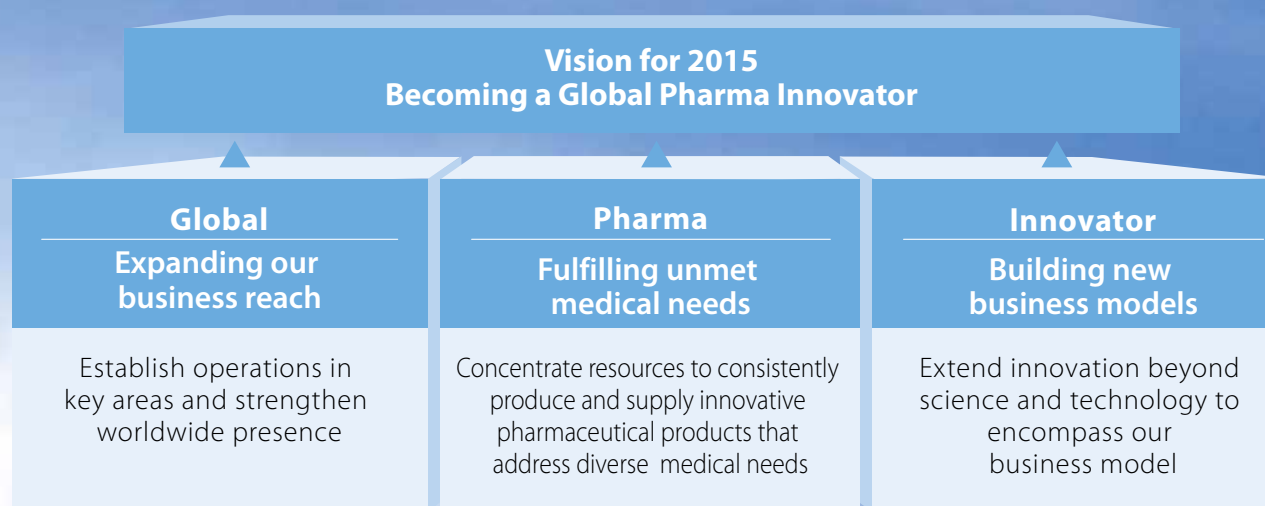 Vision for 2015
Becoming a Global Pharma Innovator
Global
Expanding our
business reach
Establish operations in
key areas and strengthen
worldwide presence
Pharma
Fulfilling unmet
medical needs
Concentrate resources to consistently
produce and supply innovative
pharmaceutical products that
address diverse medical needs
Innovator
Building new
business models
Extend innovation beyond
science and technology to
encompass our
business model